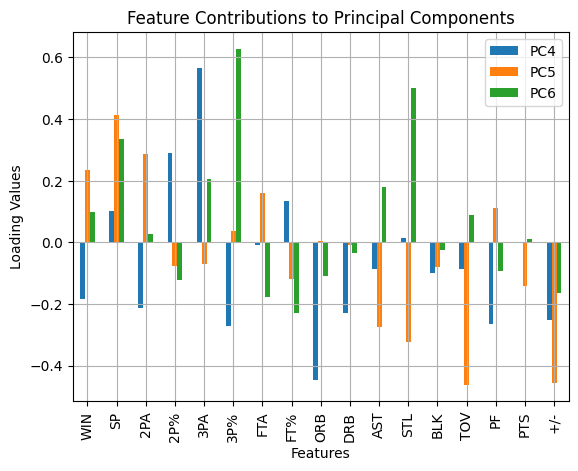 Feature Contributions to Principal Components
PC4
PC5
PC6
Loading Values
0.6
0.4
0.2
0.0
−0.2
−0.4
WIN
SP
2PA
2P%
3PA
3P%
FTA
FT%
ORB
DRB
AST
STL
BLK
TOV
PF
PTS
+/-
Features